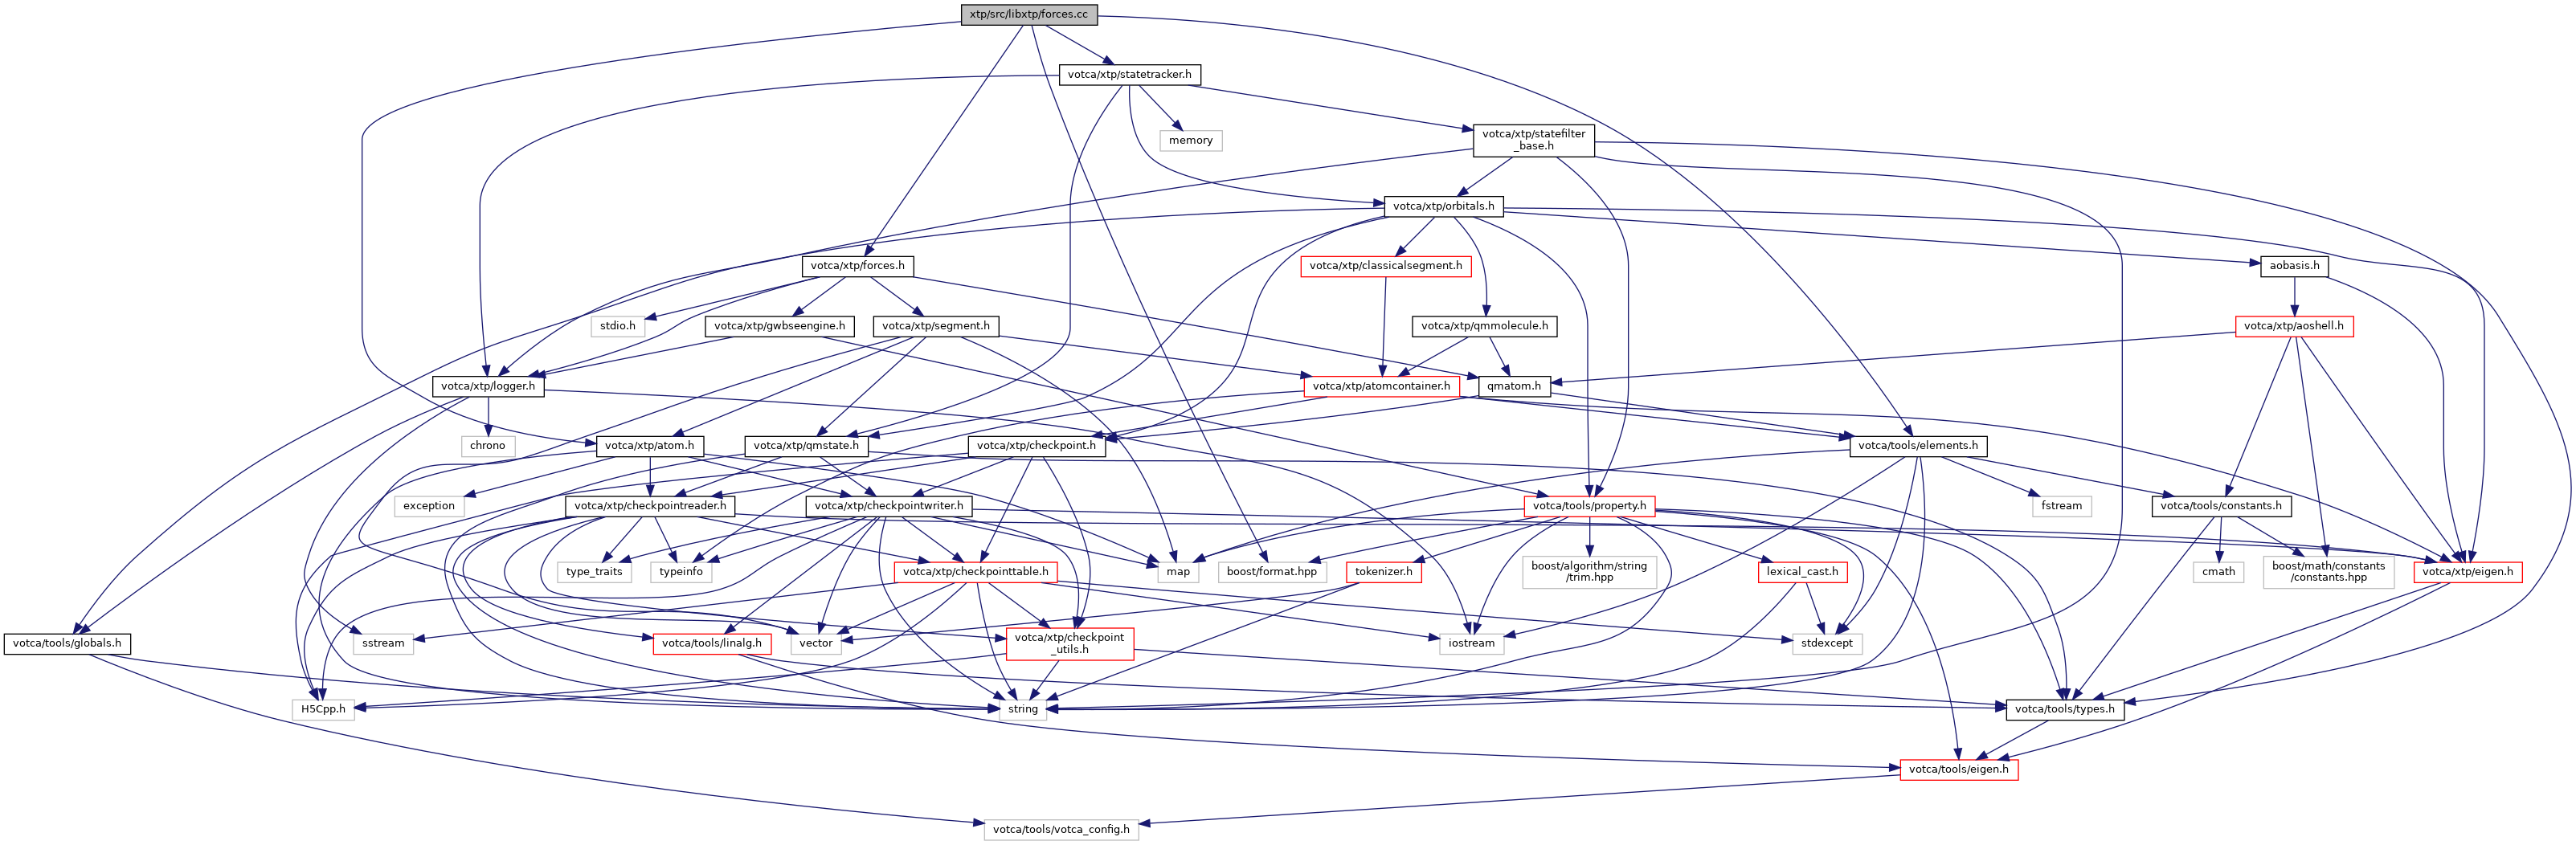 xtp/src/libxtp/forces.cc
votca/xtp/statetracker.h
memory
votca/xtp/statefilter
_base.h
votca/xtp/orbitals.h
votca/xtp/forces.h
votca/xtp/classicalsegment.h
aobasis.h
stdio.h
votca/xtp/gwbseengine.h
votca/xtp/segment.h
votca/xtp/qmmolecule.h
votca/xtp/aoshell.h
votca/xtp/logger.h
votca/xtp/atomcontainer.h
qmatom.h
chrono
votca/xtp/atom.h
votca/xtp/qmstate.h
votca/xtp/checkpoint.h
votca/tools/elements.h
exception
votca/xtp/checkpointreader.h
votca/xtp/checkpointwriter.h
votca/tools/property.h
fstream
votca/tools/constants.h
type_traits
typeinfo
votca/xtp/checkpointtable.h
map
boost/format.hpp
tokenizer.h
boost/algorithm/string
/trim.hpp
lexical_cast.h
cmath
boost/math/constants
/constants.hpp
votca/xtp/eigen.h
votca/tools/globals.h
sstream
votca/tools/linalg.h
vector
votca/xtp/checkpoint
_utils.h
iostream
stdexcept
H5Cpp.h
string
votca/tools/types.h
votca/tools/eigen.h
votca/tools/votca_config.h